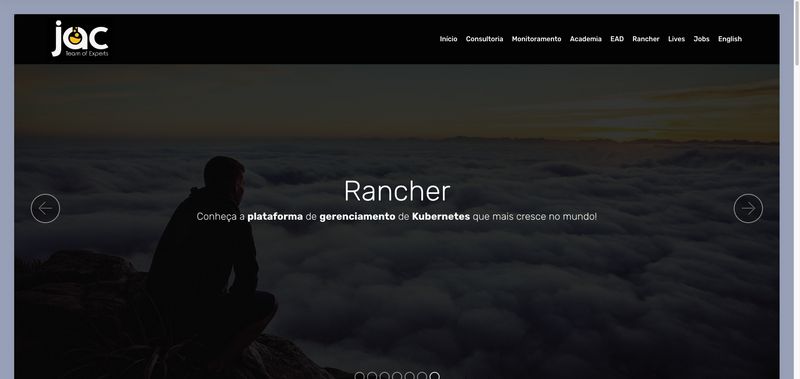 jac
Team of Experts
Início Consultoria Monitoramento Academia EAD Rancher Lives Jobs English
Rancher
Conheça a plataforma de gerenciamento de Kubernetes que mais cresce no mundo!